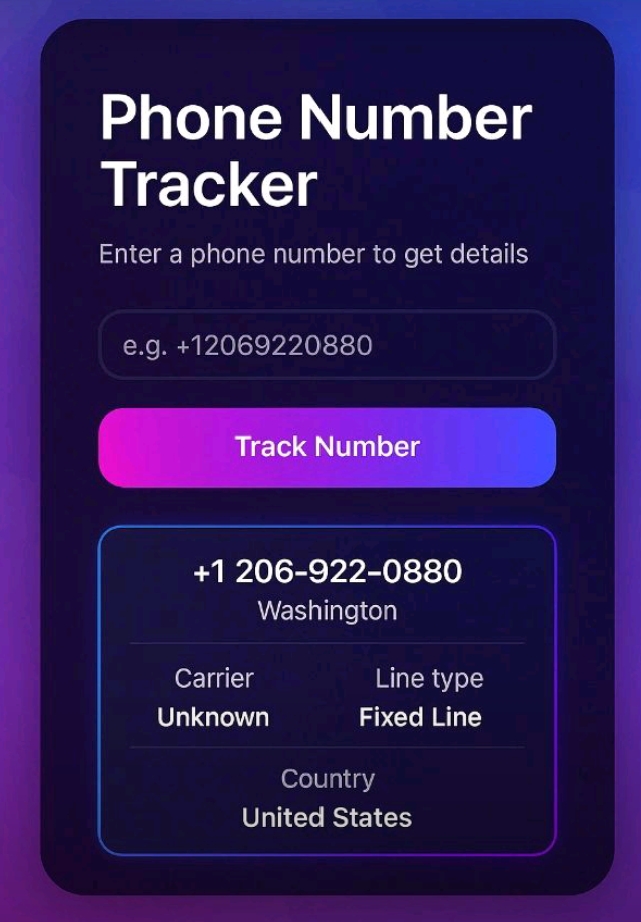 Phone Number
Tracker
Enter a phone number to get details
e.g. +12069220880
Track Number
+1 206-922-0880
Washington
Carrier Line type
Unknown Fixed Line
Country
United States